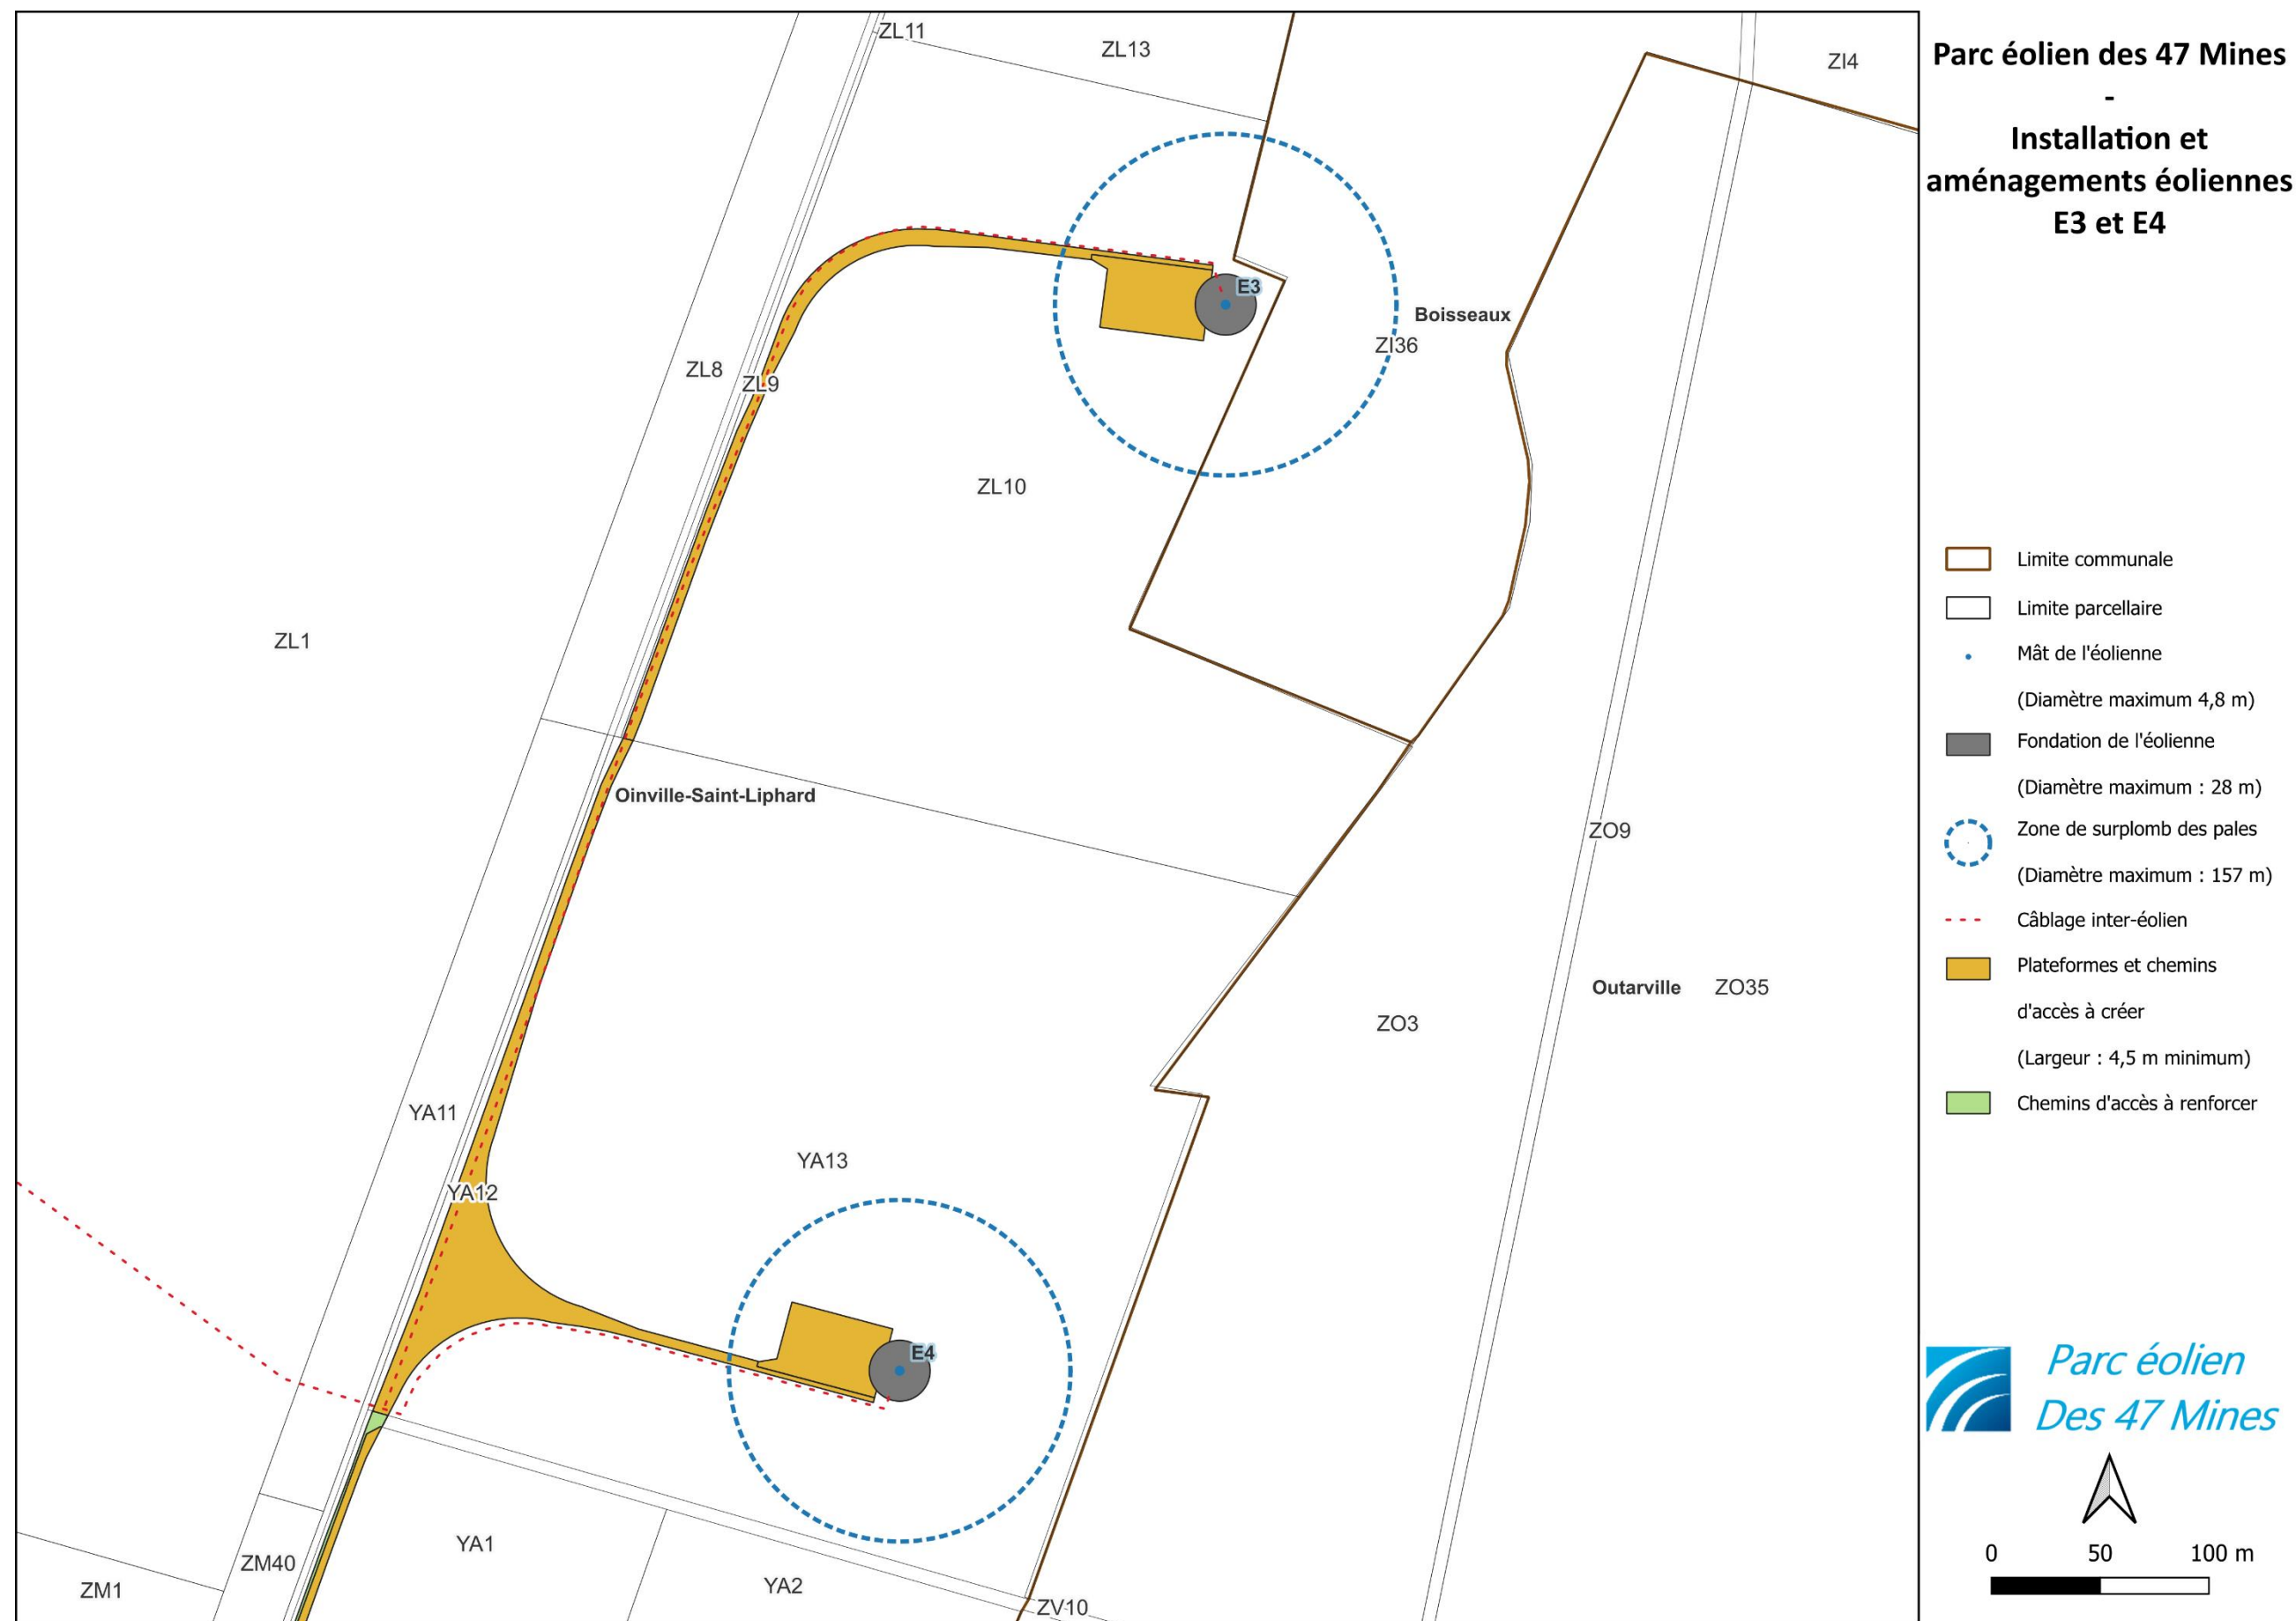 Parc éolien des 47 Mines
-
Installation et
aménagements éoliennes
E3 et E4
ZL11
ZL13
ZI4
E3
Boisseaux
ZI36
ZL8
ZL9
ZL10
ZL1
Oinville-Saint-Liphard
ZO9
Outarville
ZO35
ZO3
YA11
YA13
YA12
E4
YA1
ZM40
ZM1
YA2
ZV10
Limite communale
Limite parcellaire
Mât de l'éolienne
(Diamètre maximum 4,8 m)
Fondation de l'éolienne
(Diamètre maximum : 28 m)
Zone de surplomb des pales
(Diamètre maximum : 157 m)
Câblage inter-éolien
Plateformes et chemins
d'accès à créer
(Largeur : 4,5 m minimum)
Chemins d'accès à renforcer
Parc éolien
Des 47 Mines
0 50 100 m